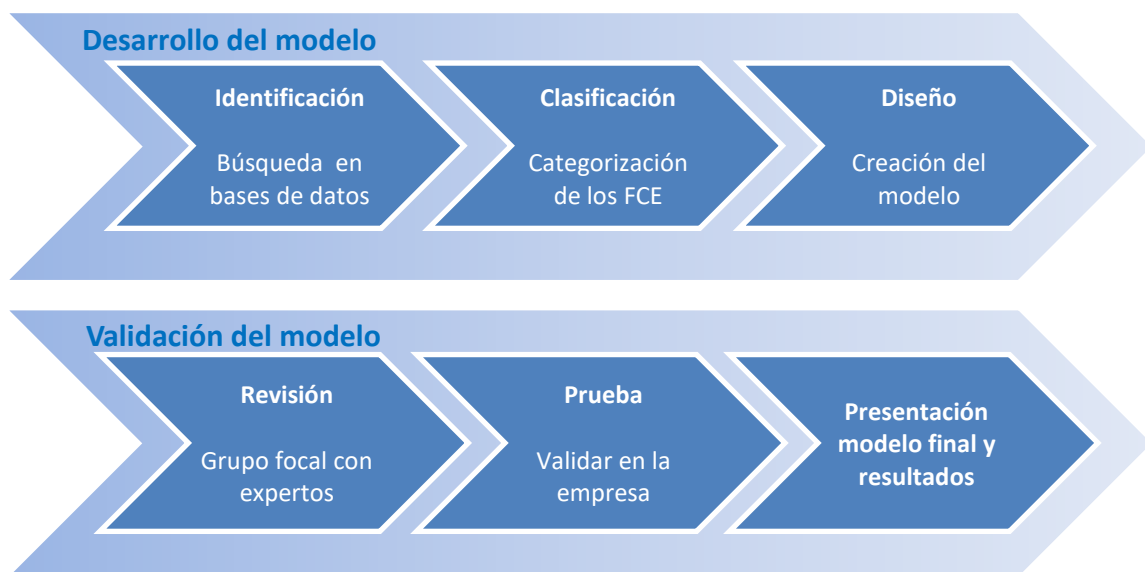 Desarrollo del modelo
Identificación
Búsqueda en
bases de datos
Clasificación
Categorización
de los FCE
Diseño
Creación del
modelo
Validación del modelo
Revisión
Grupo focal con
expertos
Prueba
Validar en la
empresa
Presentación
modelo final y
resultados